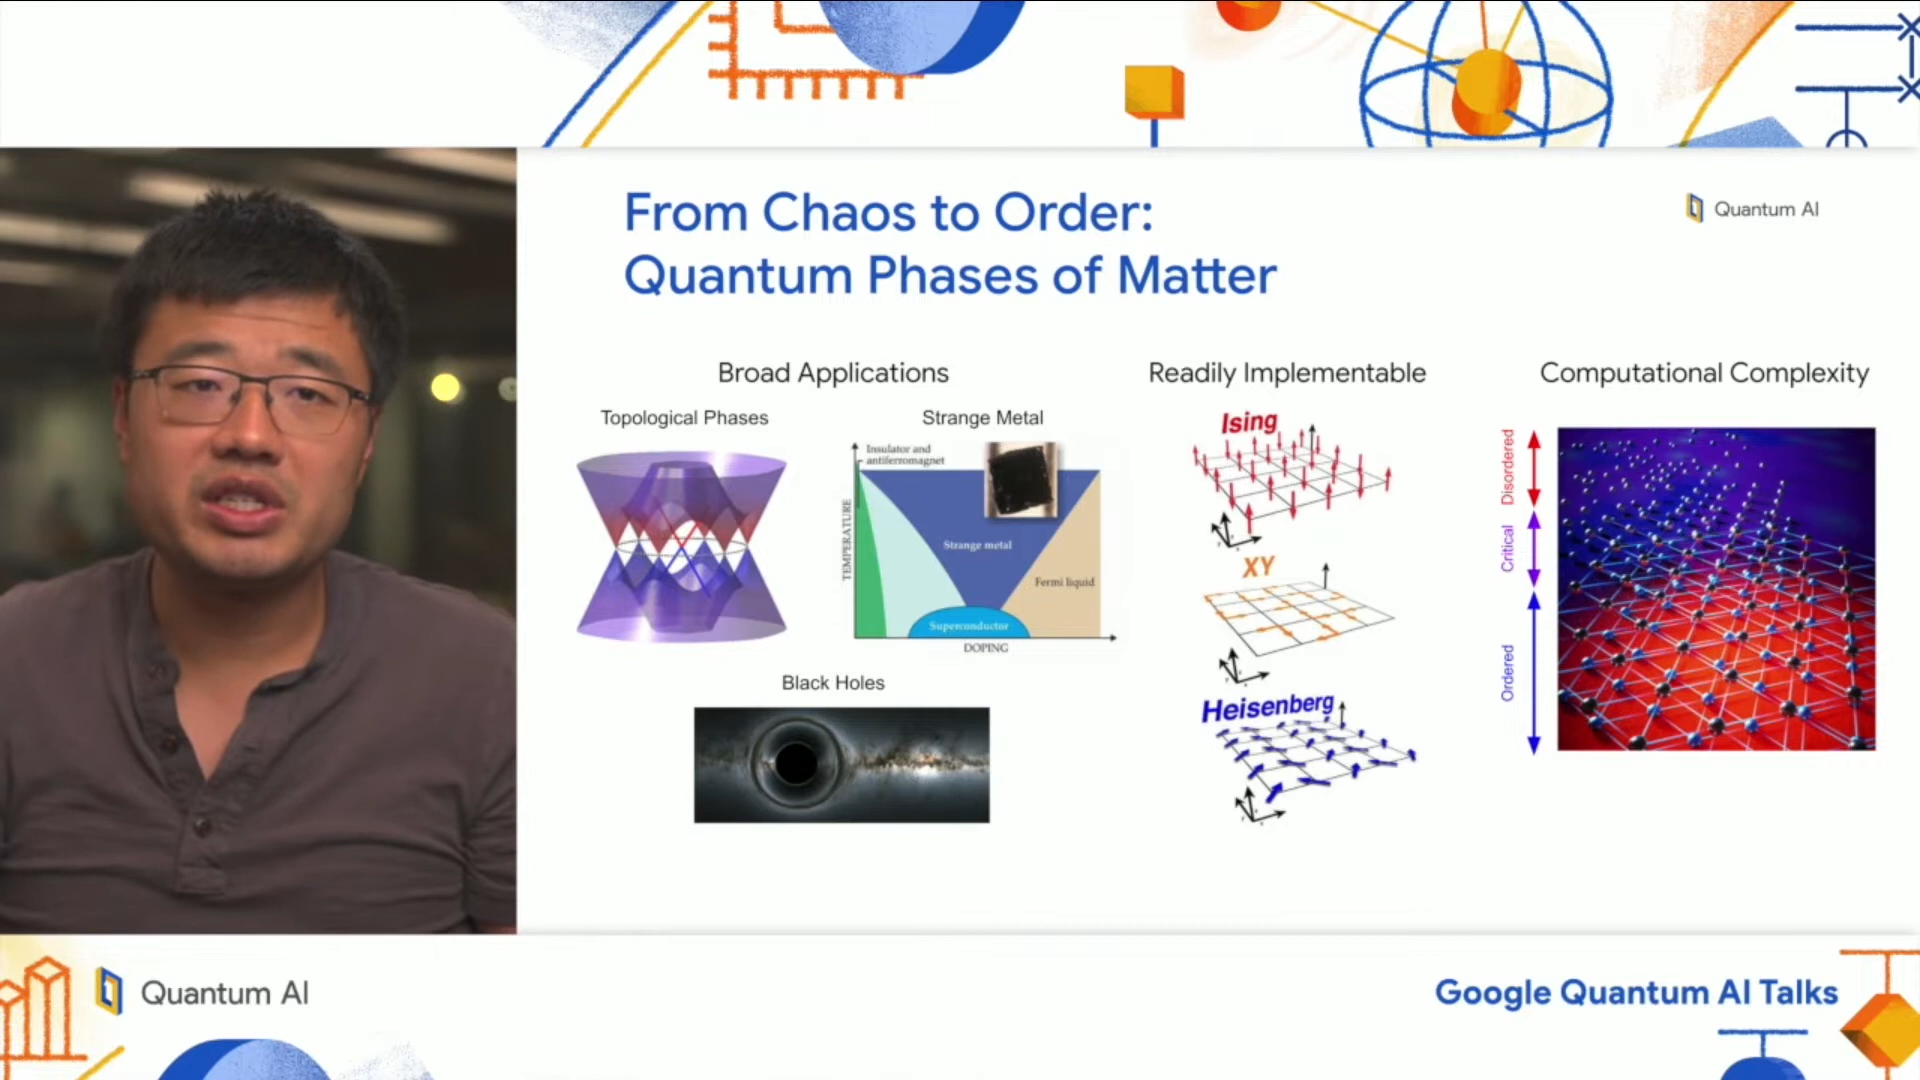 From Chaos to Order:
Quantum Phases of Matter
Quantum AI
Broad Applications
Topological Phases
Strange Metal
Insulator and
antiferromagnet
TEMPERATURE
Strange metal
Fermi liquid
Superconductor
DOPING
Black Holes
Readily Implementable
Ising
XY
Heisenberg
Computational Complexity
Disordered
Critical
Ordered
Quantum AI
Google Quantum AI Talks